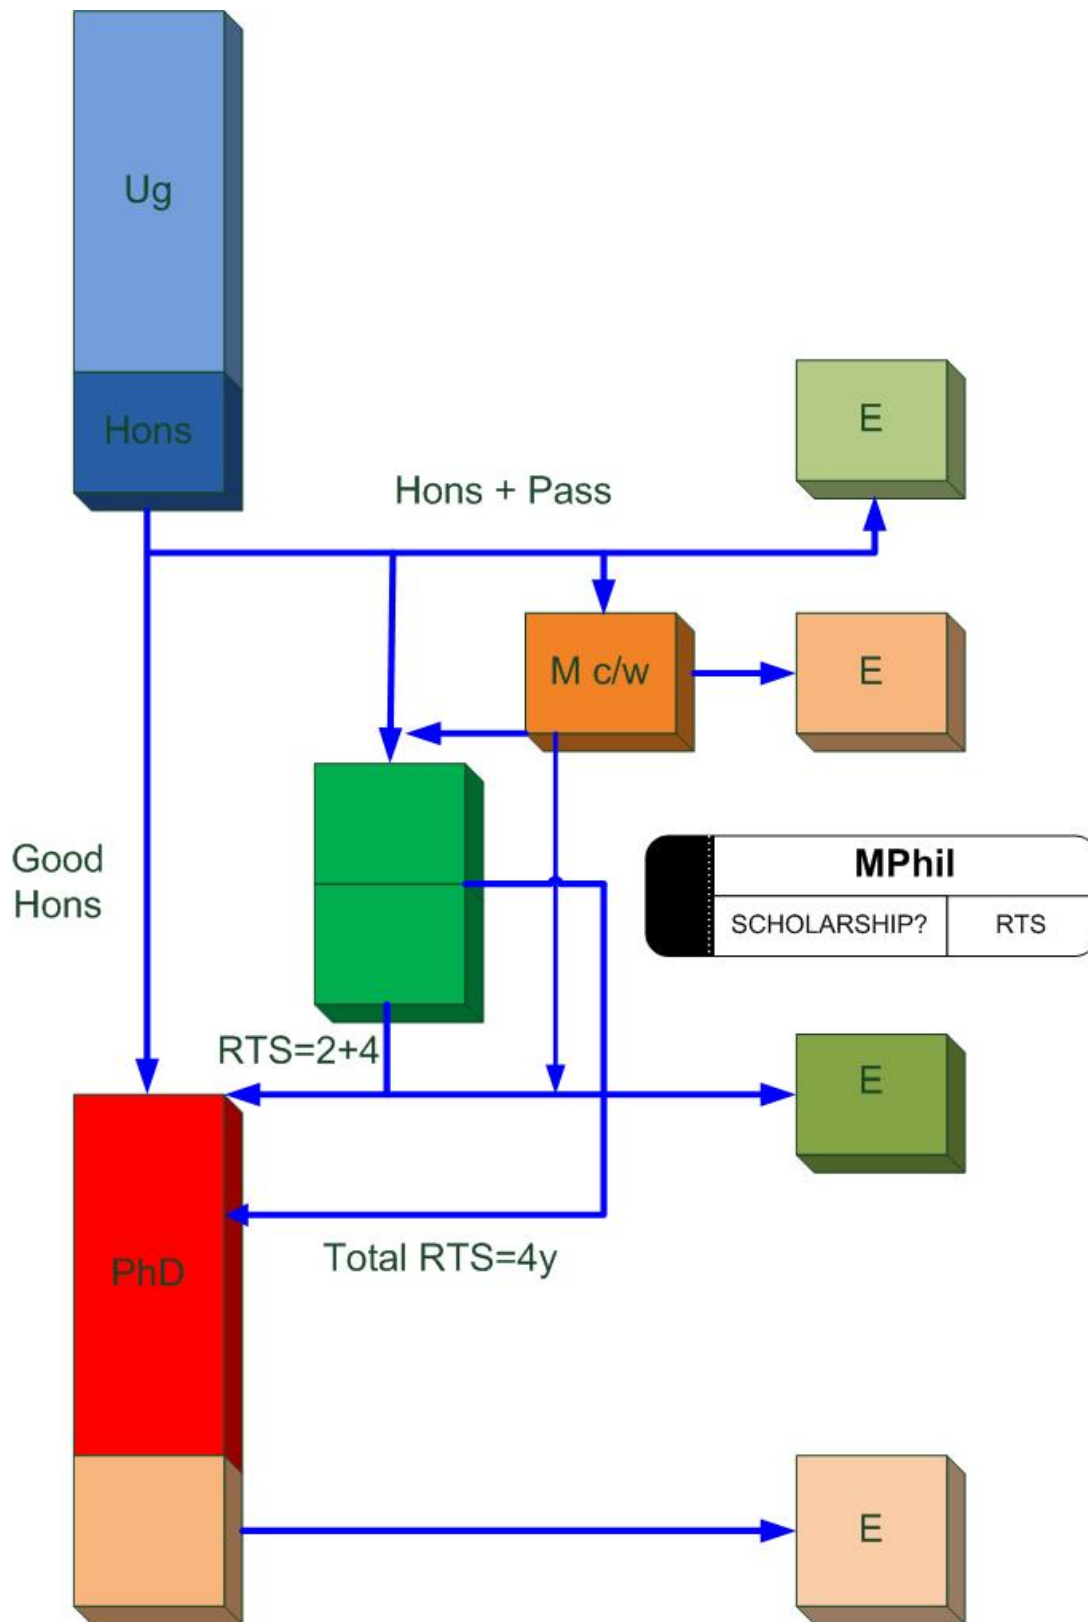 Ug
Hons
E
Hons + Pass
M c/w
E
Good
Hons
MPhil
SCHOLARSHIP?
RTS
RTS=2+4
E
Total RTS=4y
PhD
E